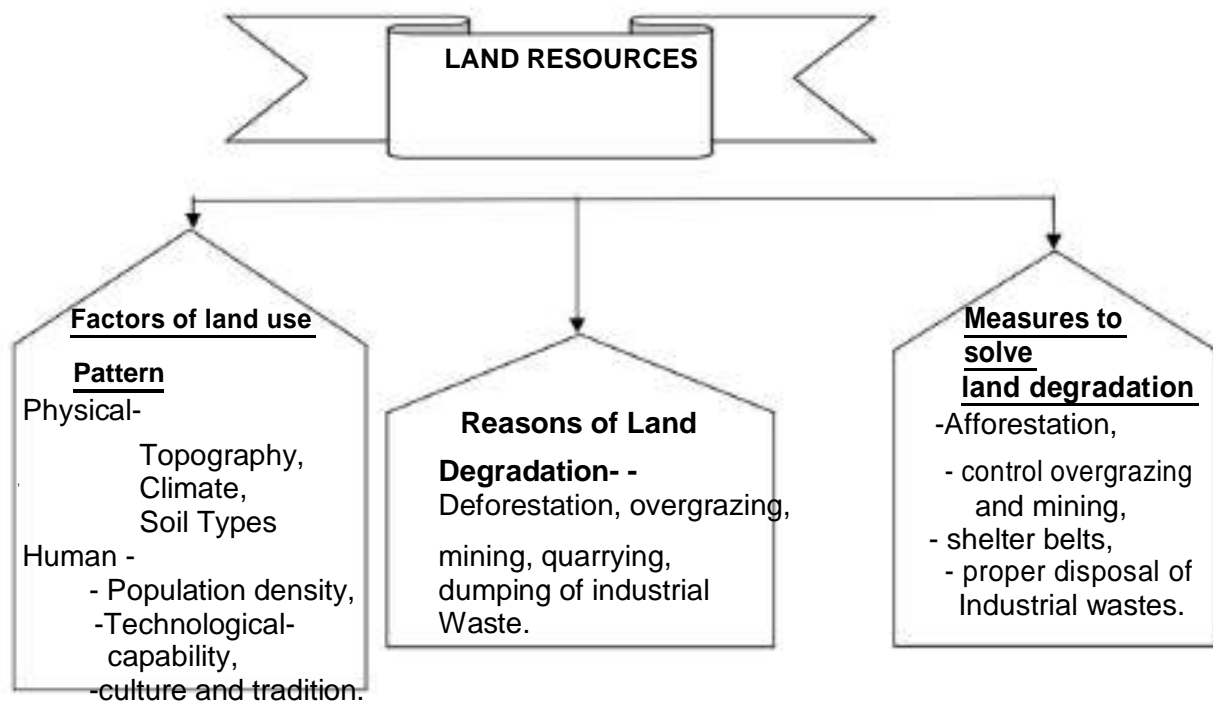 LAND RESOURCES
Factors of land use
Pattern
Physical-
Topography,
Climate,
Soil Types
Human -
- Population density,
-Technological-
capability,
-culture and tradition.
Reasons of Land
Degradation- -
Deforestation, overgrazing,
mining, quarrying,
dumping of industrial
Waste.
Measures to
solve
land degradation
-Afforestation,
- control overgrazing
and mining,
- shelter belts,
- proper disposal of
Industrial wastes.